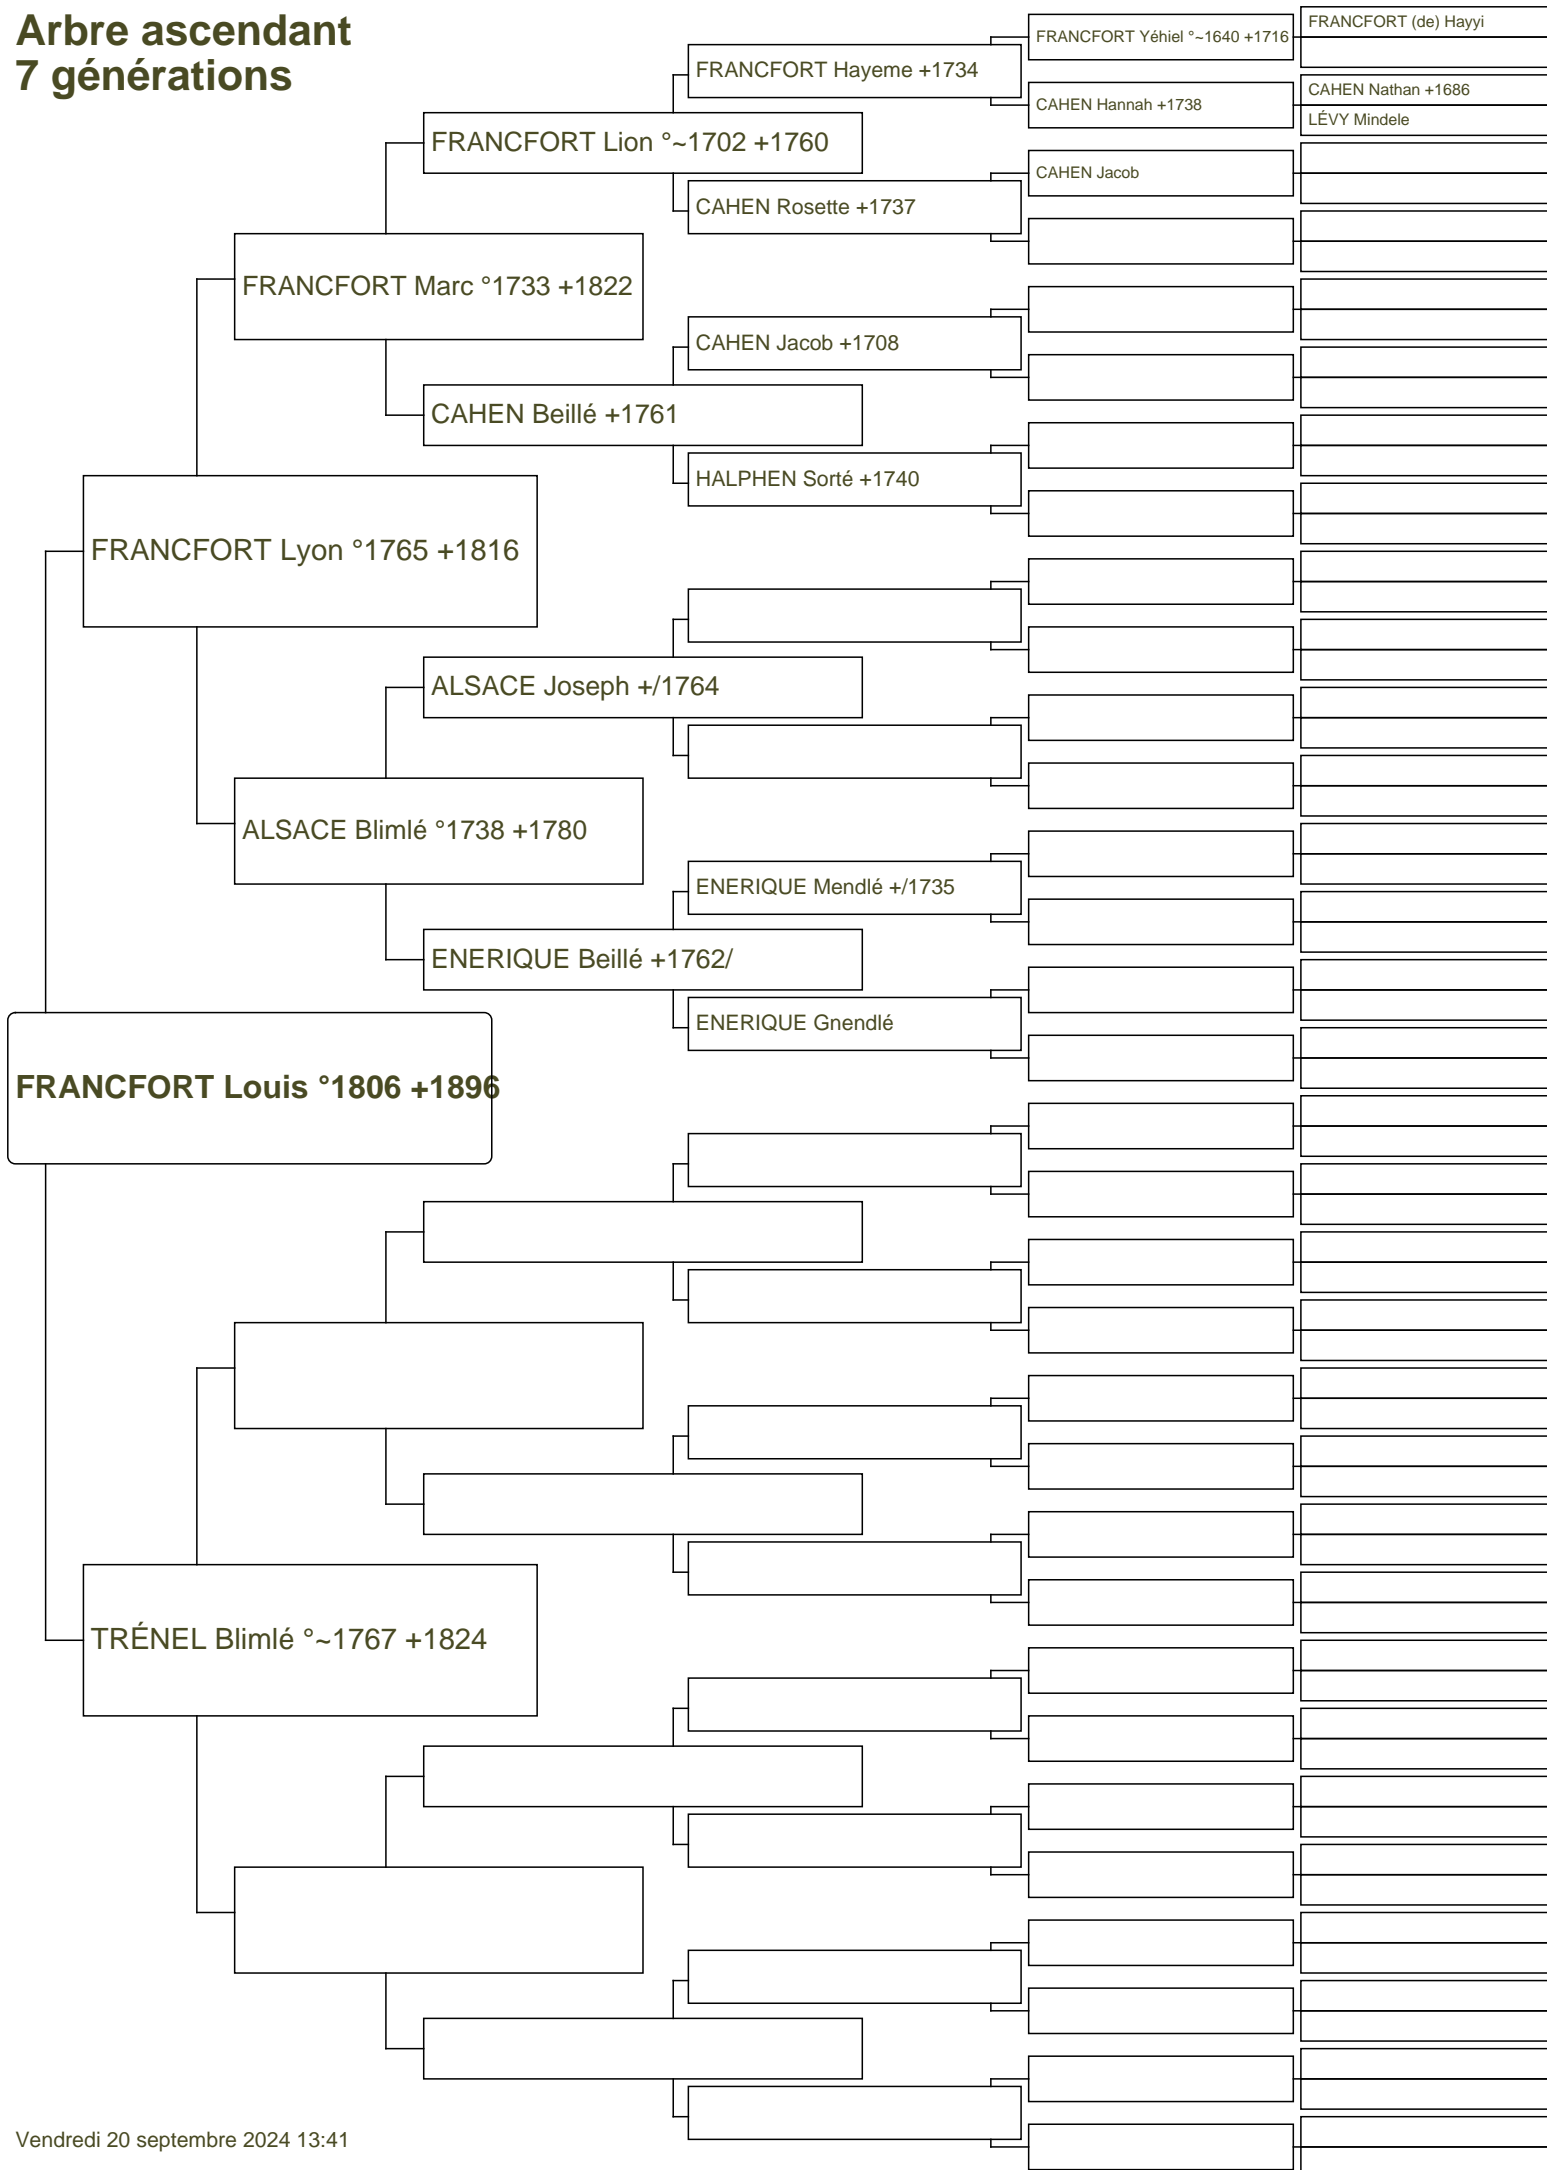 Arbre ascendant
7 générations
FRANCFORT Yéhiel °~1640 +1716
FRANCFORT (de) Hayyi
FRANCFORT Hayeme +1734
CAHEN Nathan +1686
CAHEN Hannah +1738
LÉVY Mindele
FRANCFORT Lion °~1702 +1760
CAHEN Jacob
CAHEN Rosette +1737
FRANCFORT Marc °1733 +1822
CAHEN Jacob +1708
CAHEN Beillé +1761
HALPHEN Sorté +1740
FRANCFORT Lyon °1765 +1816
ALSACE Joseph +/1764
ALSACE Blimlé °1738 +1780
ENERIQUE Mendlé +/1735
ENERIQUE Beillé +1762/
ENERIQUE Gnendlé
FRANCFORT Louis °1806 +1896
TRÉNEL Blimlé °~1767 +1824
Vendredi 20 septembre 2024 13:41